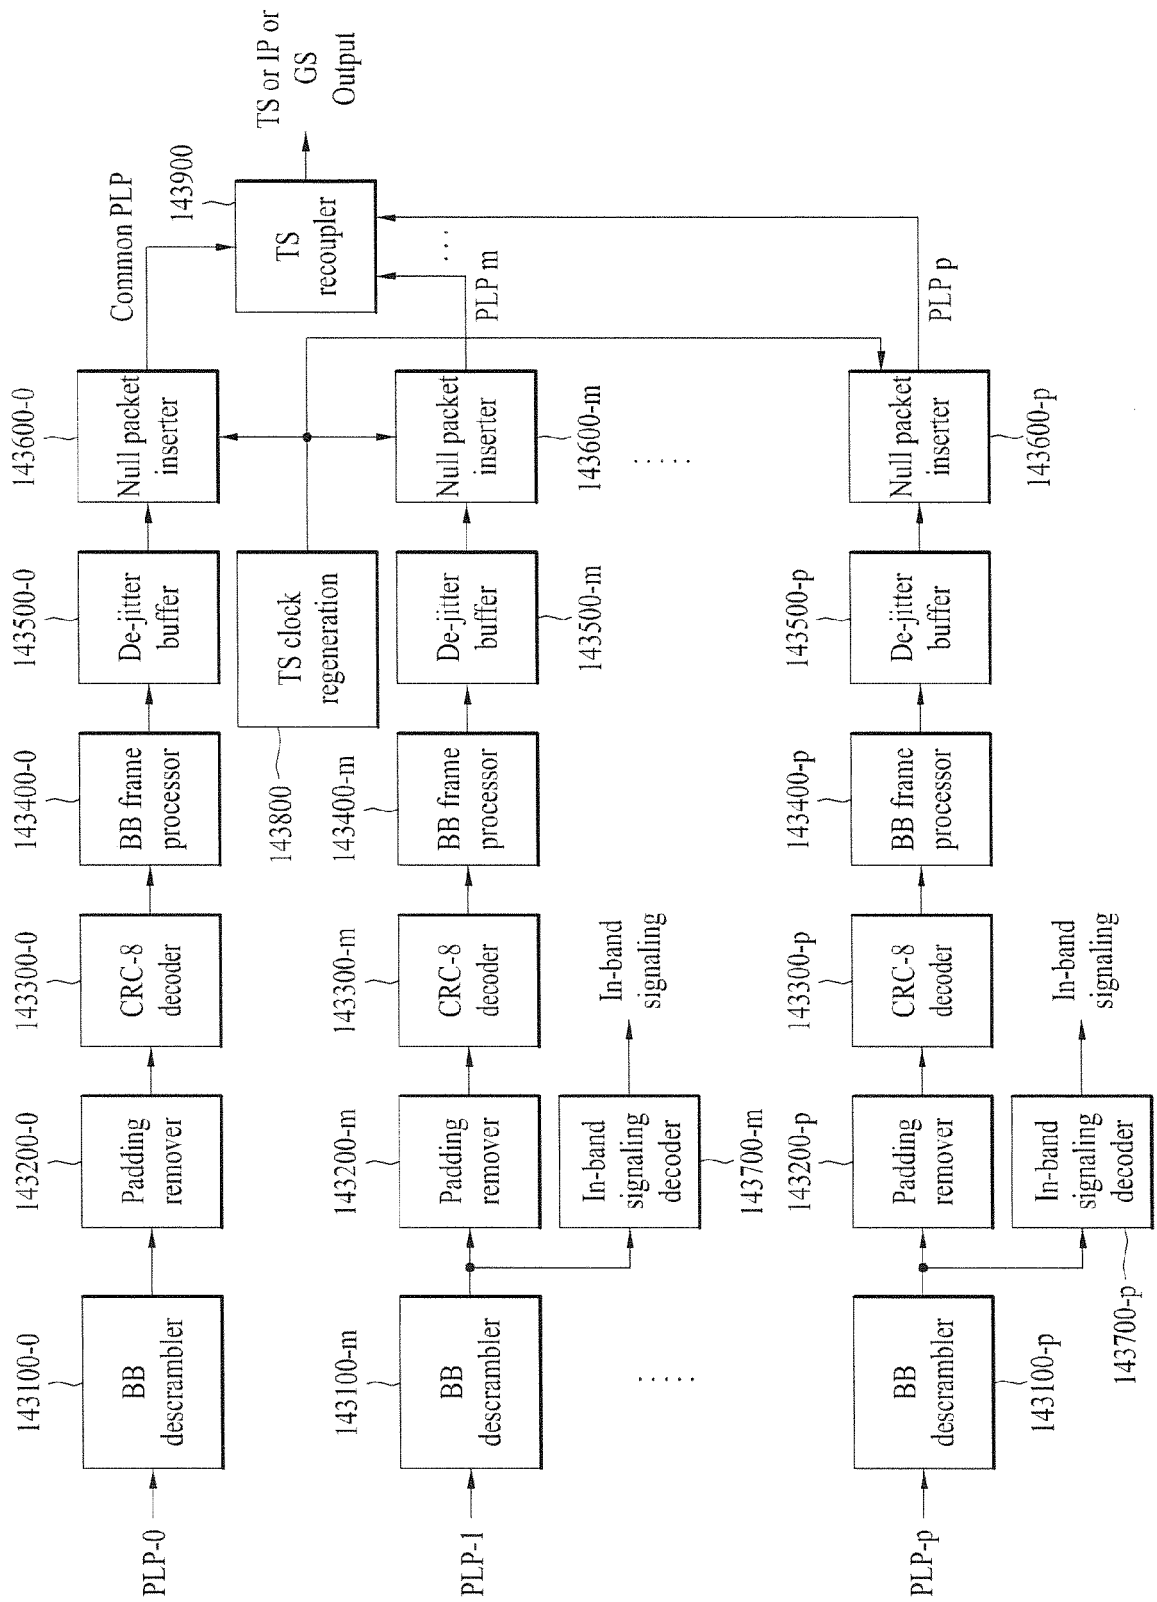 PLP-0
143100-0
BB
descrambler
143200-0
Padding
remover
143300-0
CRC-8
decoder
143400-0
BB frame
processor
143500-0
De-jitter
buffer
143600-0
Null packet
inserter
Common PLP
143800
TS clock
regeneration
143900
TS
recoupler
TS or IP or
GS
Output
PLP-1
143100-m
BB
descrambler
143200-m
Padding
remover
143300-m
CRC-8
decoder
143400-m
BB frame
processor
De-jitter
buffer
143500-m
Null packet
inserter
143600-m
PLP m
. . .
In-band
signaling
decoder
143700-m
In-band
signaling
. . . . .
. . . . .
PLP-p
BB
descrambler
143100-p
143200-p
Padding
remover
143300-p
CRC-8
decoder
143400-p
BB frame
processor
143500-p
De-jitter
buffer
Null packet
inserter
143600-p
PLP p
In-band
signaling
decoder
143700-p
In-band
signaling